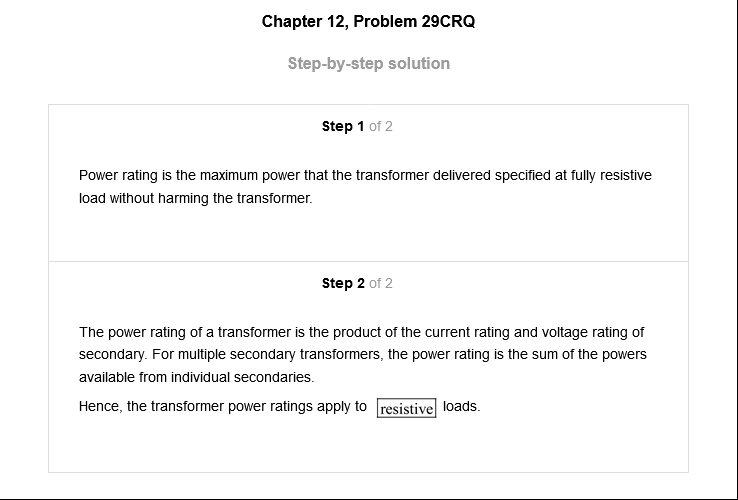 Chapter 12, Problem 29CRQ
Step-by-step solution
Step 1 of 2
Power rating is the maximum power that the transformer delivered specified at fully resistive
load without harming the transformer.
Step 2 of 2
The power rating of a transformer is the product of the current rating and voltage rating of
secondary. For multiple secondary transformers, the power rating is the sum of the powers
available from individual secondaries.
Hence, the transformer power ratings apply to resistive loads.